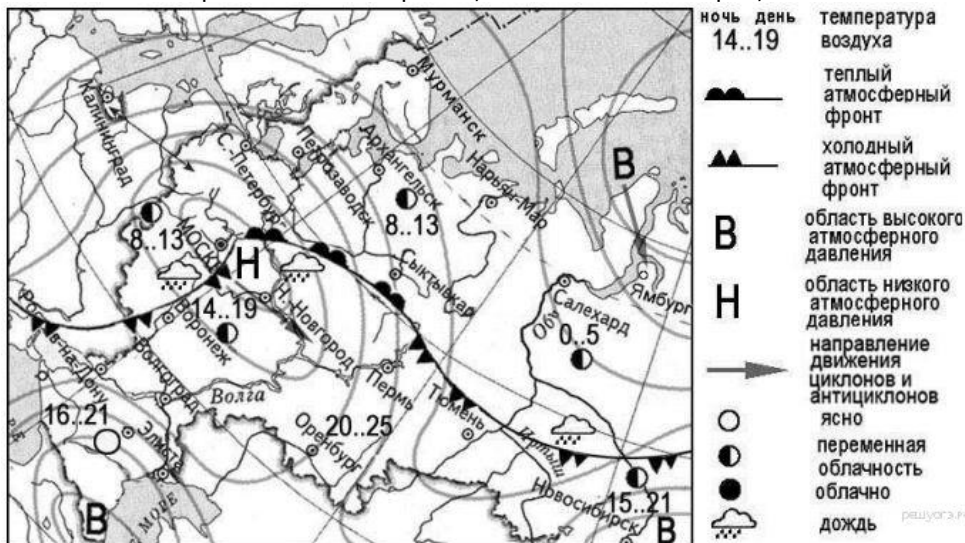 Калининград
С.-Петербург
Петрозаводск
Архангельск
Мурманск
Нарьян-Мар
В
8..13
8..13
МОСКВА
Н
Сыктывкар
Салехард
Ямбург
Обь
0..5
14..19
Н. Новгород
Воронеж
Ростов-на-Дону
Волгоград
Волга
Пермь
Тюмень
Иртыш
16..21
Элиста
Оренбург
20..25
Новосибирск
15..21
В
МОРЕ
В
ночь день
14..19
температура
воздуха
теплый
атмосферный
фронт
холодный
атмосферный
фронт
В
область высокого
атмосферного
давления
Н
область низкого
атмосферного
давления
направление
движения
циклонов и
антициклонов
ясно
переменная
облачность
облачно
дождь